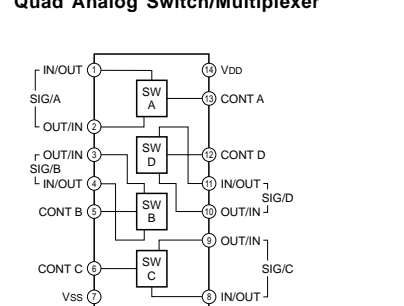 Quad Analog Switch/Multiplexer
IN/OUT 1
14 VDD
SW A
SIG/A
13 CONT A
OUT/IN 2
OUT/IN 3
SW D
12 CONT D
SIG/B
IN/OUT 4
11 IN/OUT
SIG/D
CONT B 5
SW B
10 OUT/IN
9 OUT/IN
CONT C 6
SW C
SIG/C
VSS 7
8 IN/OUT